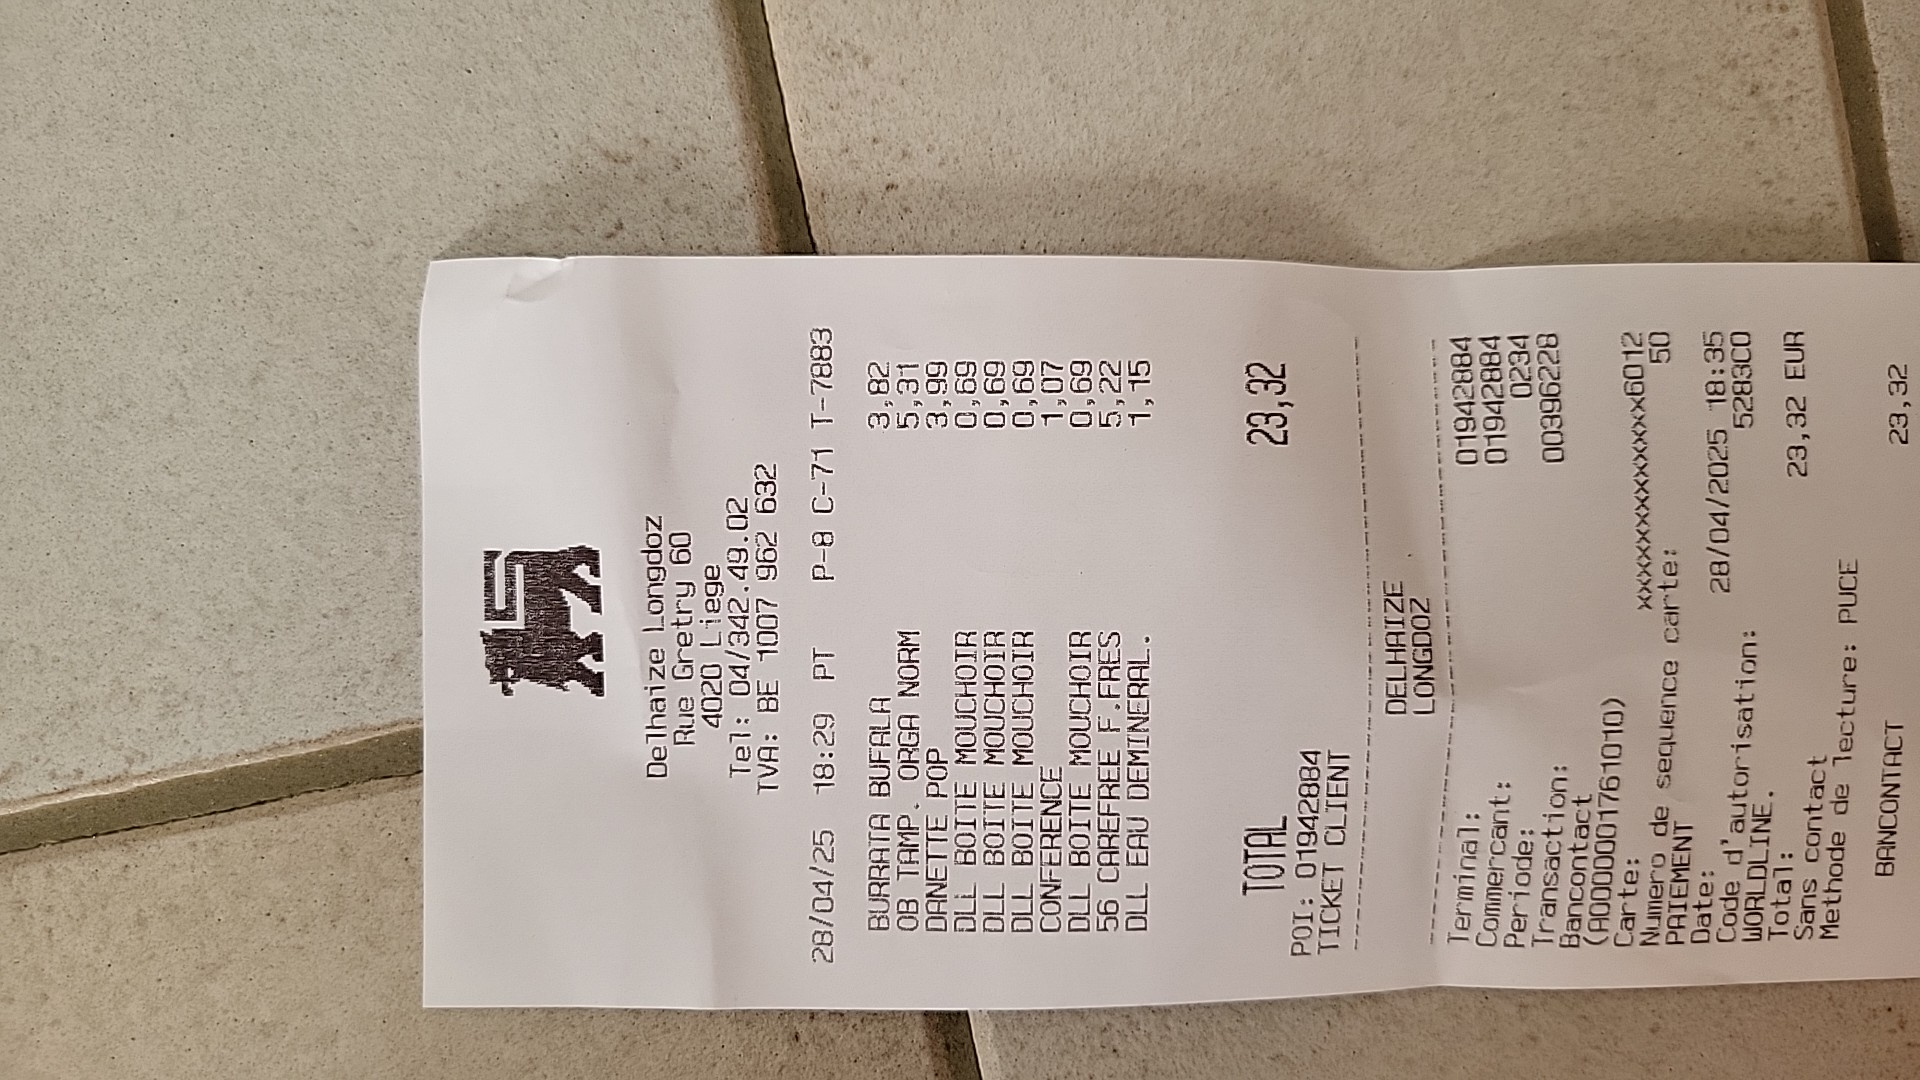 Delhaize Longdoz
Rue Gretry 60
4020 Liege
Tel: 04/342.49.02
TVA: BE 1007 962 632
28/04/25 18:29 PT P-8 C-71 T-7883
BURRATA BUFALA 3,82
OB TAMP. ORGA NORM 5,31
DANETTE POP 3,99
DLL BOITE MOUCHOIR 0,69
DLL BOITE MOUCHOIR 0,69
DLL BOITE MOUCHOIR 0,69
CONFERENCE 1,07
DLL BOITE MOUCHOIR 0,69
56 CAREFREE F.FRES 5,22
DLL EAU DEMINERAL. 1,15
TOTAL 23,32
POI: 01942884
TICKET CLIENT
DELHAIZE
LONGDOZ
Terminal: 01942884
Commercant: 01942884
Periode: 0234
Transaction: 00396228
Bancontact
(A0000001761010)
Carte: xxxxxxxxxxxxxxx6012
Numero de sequence carte: 50
PAIEMENT
Date: 28/04/2025 18:35
Code d'autorisation: 5283C0
WORLDLINE.
Total: 23,32 EUR
Sans contact
Methode de lecture: PUCE
BANCONTACT 23,32